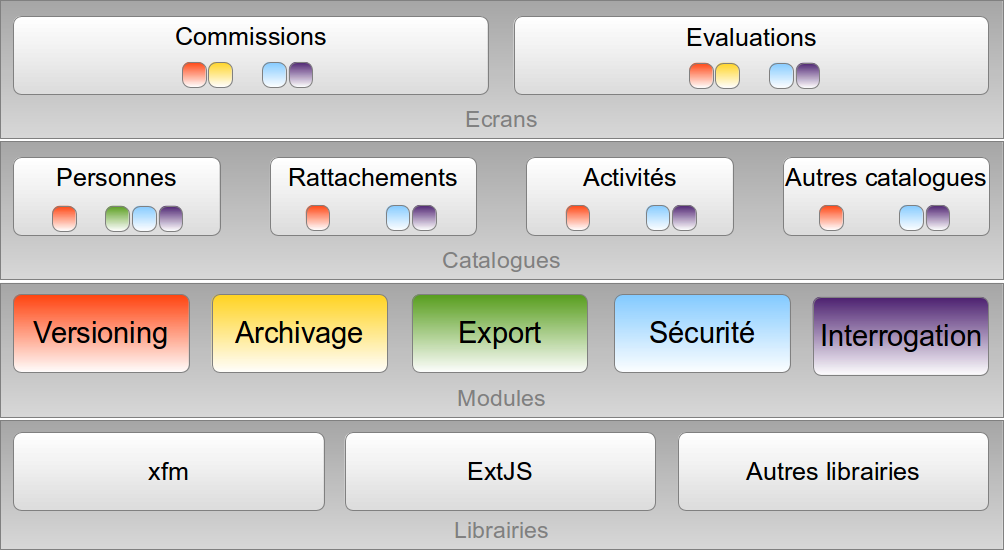 Commissions
Evaluations
Ecrans
Personnes
Rattachements
Activités
Autres catalogues
Catalogues
Versioning
Archivage
Export
Sécurité
Interrogation
Modules
xfm
ExtJS
Autres librairies
Librairies